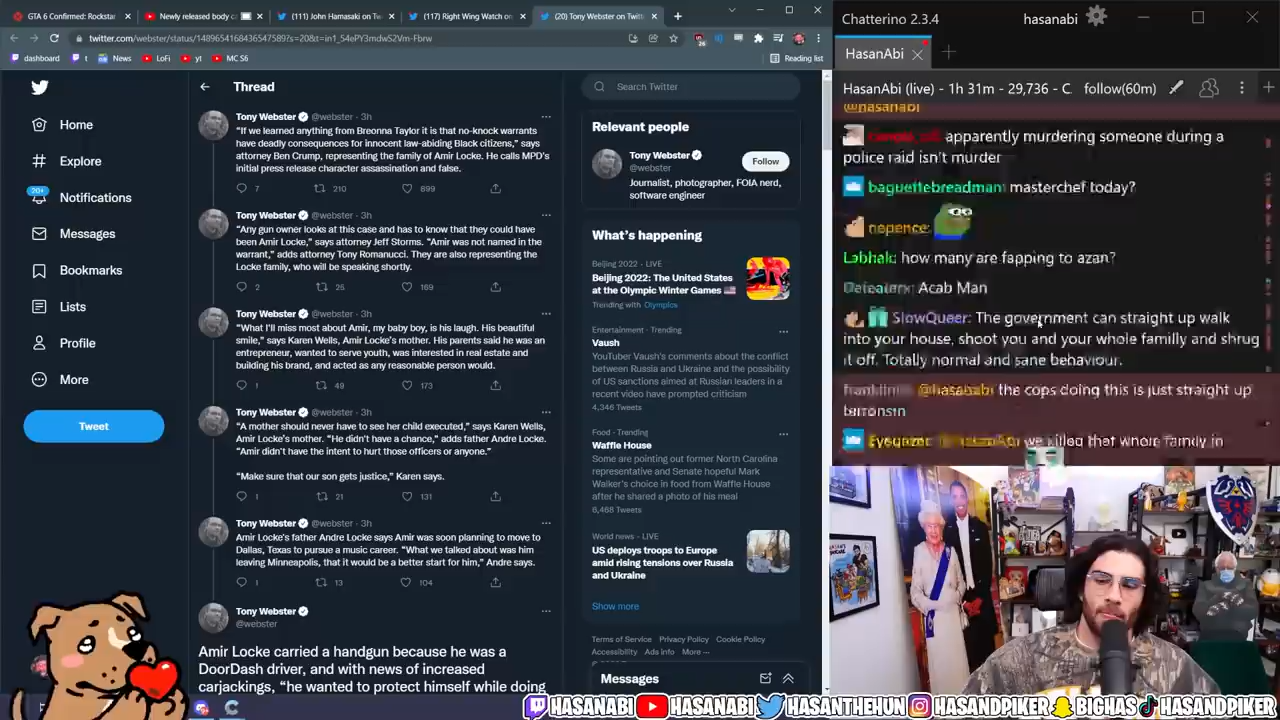 GTA 6 Confirmed: Rockstar
Newly released body c
(111) John Hamasaki on Tw
(117) Right Wing Watch on
(20) Tony Webster on Twitt
twitter.com/webster/status/1489654168436547589?s=20&t=in1_54ePY3mdwS2Vm-Fbrw
dashboard
t
News
LoFi
yt
MC S6
Reading list
Home
Explore
20+
Notifications
Messages
Bookmarks
Lists
Profile
More
Tweet
Thread
Tony Webster @webster · 3h
“If we learned anything from Breonna Taylor it is that no-knock warrants
have deadly consequences for innocent law-abiding Black citizens,” says
attorney Ben Crump, representing the family of Amir Locke. He calls MPD’s
initial press release character assassination and false.
7 210 899
Tony Webster @webster · 3h
“Any gun owner looks at this case and has to know that they could have
been Amir Locke,” says attorney Jeff Storms. “Amir was not named in the
warrant,” adds attorney Tony Romanucci. They are also representing the
Locke family, who will be speaking shortly.
2 25 169
Tony Webster @webster · 3h
“What I’ll miss most about Amir, my baby boy, is his laugh. His beautiful
smile,” says Karen Wells, Amir Locke’s mother. His parents said he was an
entrepreneur, wanted to serve youth, was interested in real estate and
building his brand, and acted as any reasonable person would.
1 49 173
Tony Webster @webster · 3h
“A mother should never have to see her child executed,” says Karen Wells,
Amir Locke’s mother. “He didn’t have a chance,” adds father Andre Locke.
“Amir didn’t have the intent to hurt those officers or anyone.”
“Make sure that our son gets justice,” Karen says.
1 21 131
Tony Webster @webster · 3h
Amir Locke’s father Andre Locke says Amir was soon planning to move to
Dallas, Texas to pursue a music career. “What we talked about was him
leaving Minneapolis, that it would be a better start for him,” Andre says.
1 13 104
Tony Webster
@webster
Amir Locke carried a handgun because he was a
DoorDash driver, and with news of increased
carjackings, “he wanted to protect himself while doing
Search Twitter
Relevant people
Tony Webster
@webster
Follow
Journalist, photographer, FOIA nerd,
software engineer
What’s happening
Beijing 2022 · LIVE
Beijing 2022: The United States
at the Olympic Winter Games
Trending with Olympics
Entertainment · Trending
Vaush
YouTuber Vaush’s comments about the conflict
between Russia and Ukraine and the possibility
of US sanctions aimed at Russian leaders in a
recent video have prompted criticism
4,346 Tweets
Food · Trending
Waffle House
Some are pointing out former North Carolina
representative and Senate hopeful Mark
Walker’s choice in food from Waffle House
after he shared a photo of his meal
6,468 Tweets
World news · LIVE
US deploys troops to Europe
amid rising tensions over Russia
and Ukraine
Show more
Terms of Service Privacy Policy Cookie Policy
Accessibility Ads info More ···
Messages
Chatterino 2.3.4
hasanabi
HasanAbi
HasanAbi (live) - 1h 31m - 29,736 - C. follow(60m)
@hasanabi
apparently murdering someone during a
police raid isn't murder
baguettebreadman: masterchef today?
nopence:
Labhak: how many are fapping to azan?
Acab Man
SlowQueer: The government can straight up walk
into your house, shoot you and your whole familly and shrug
it off. Totally normal and sane behaviour.
@hasanabi the cops doing this is just straight up
we killed that whole family in
HASANABI HASANABI HASANTHEHUN HASANDPIKER BIGHAS HASANDPIKER